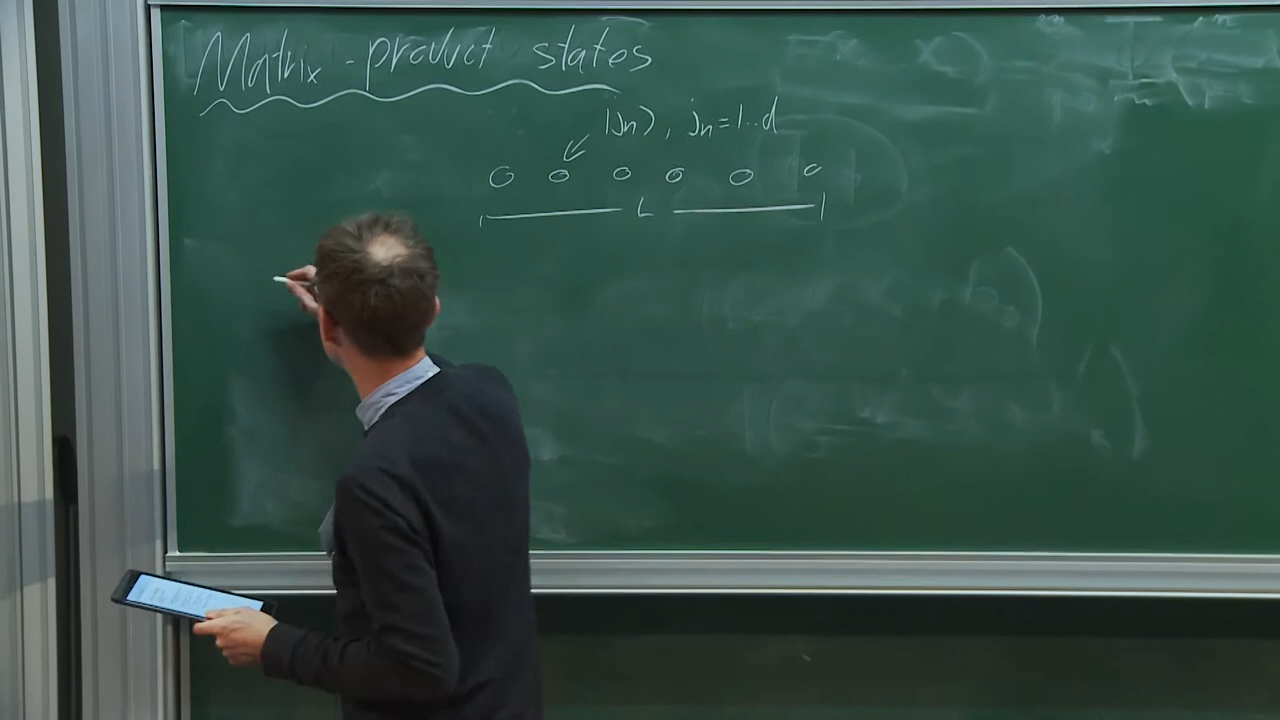 Matrix-product states
|jn⟩, jn=1..d
L